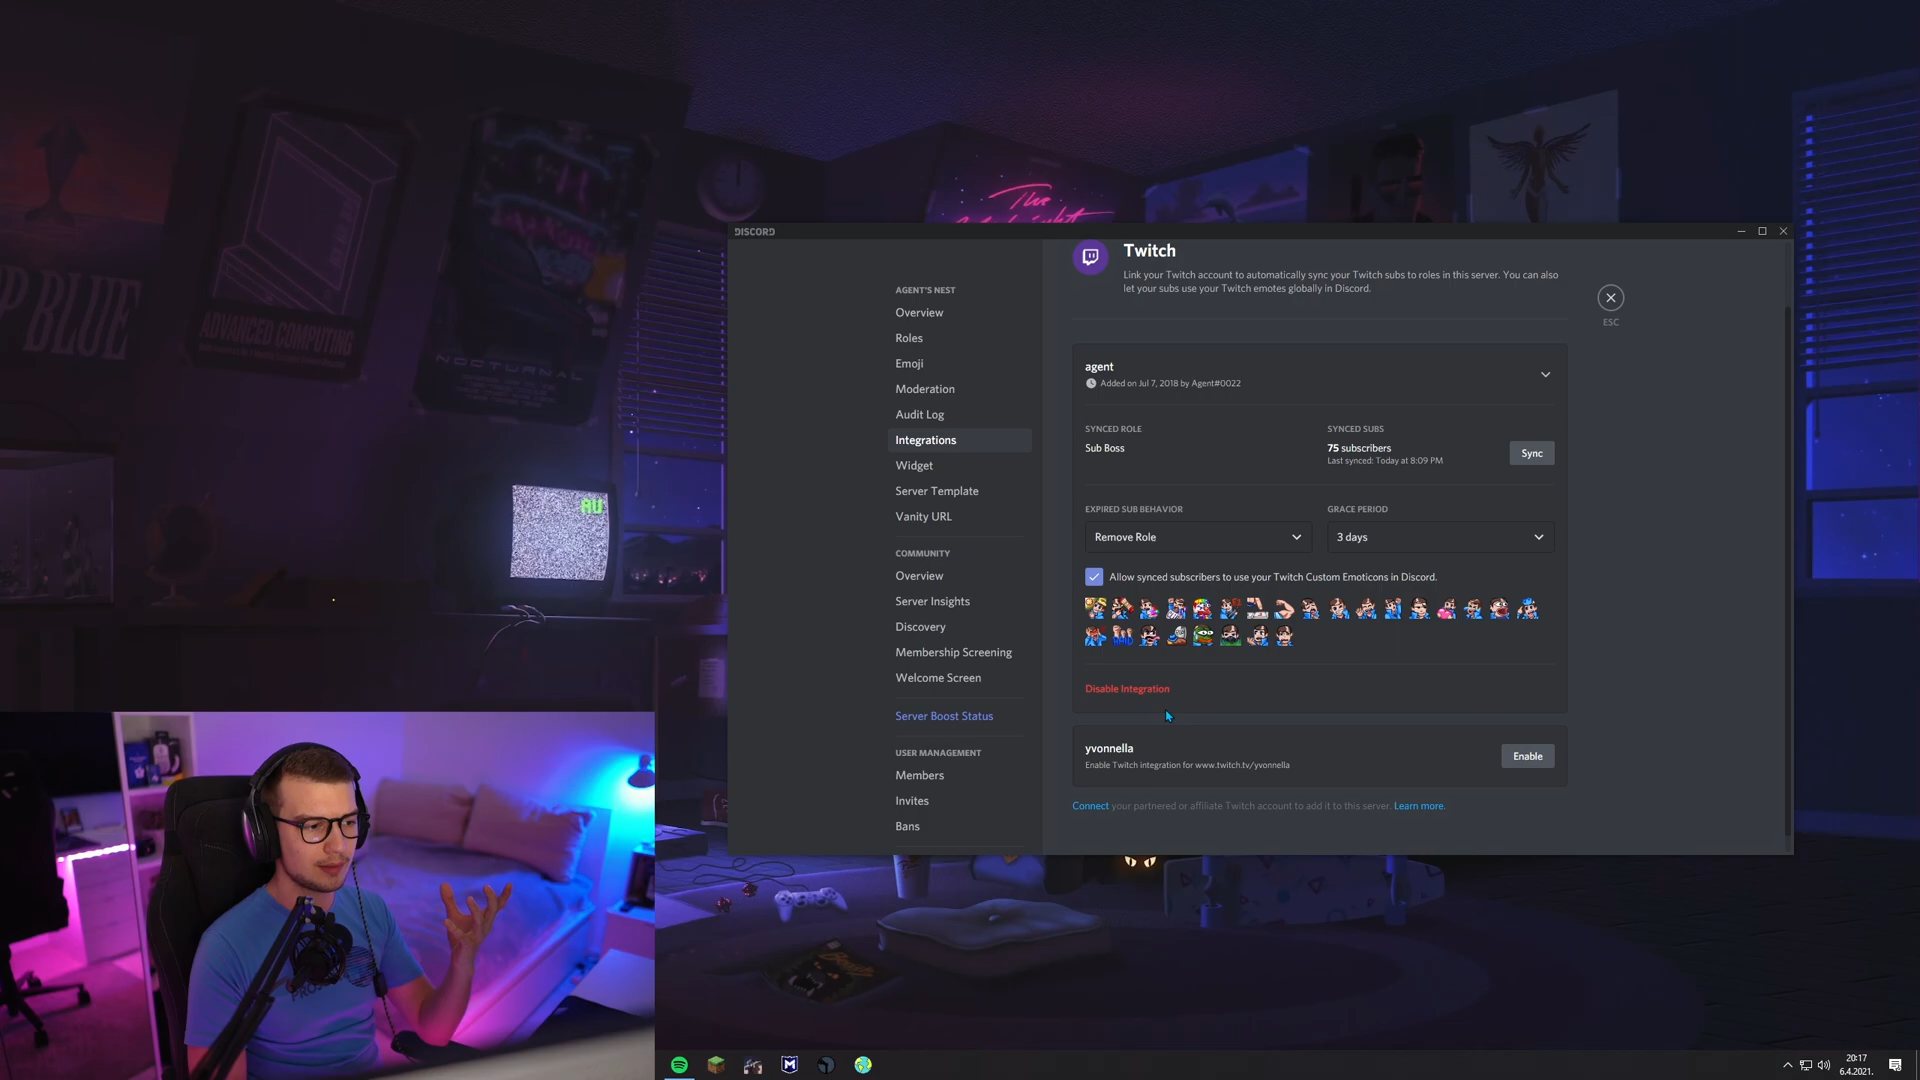 The
Midnight
P BLUE
ADVANCED COMPUTING
NOCTURNAL
AU
DISCORD
Twitch
Link your Twitch account to automatically sync your Twitch subs to roles in this server. You can also
let your subs use your Twitch emotes globally in Discord.
ESC
AGENT'S NEST
Overview
Roles
Emoji
Moderation
Audit Log
Integrations
Widget
Server Template
Vanity URL
COMMUNITY
Overview
Server Insights
Discovery
Membership Screening
Welcome Screen
Server Boost Status
USER MANAGEMENT
Members
Invites
Bans
agent
Added on Jul 7, 2018 by Agent#0022
SYNCED ROLE
Sub Boss
SYNCED SUBS
75 subscribers
Last synced: Today at 8:09 PM
Sync
EXPIRED SUB BEHAVIOR
Remove Role
GRACE PERIOD
3 days
Allow synced subscribers to use your Twitch Custom Emoticons in Discord.
Disable Integration
yvonnella
Enable Twitch integration for www.twitch.tv/yvonnella
Enable
Connect your partnered or affiliate Twitch account to add it to this server. Learn more.
20:17
6.4.2021.